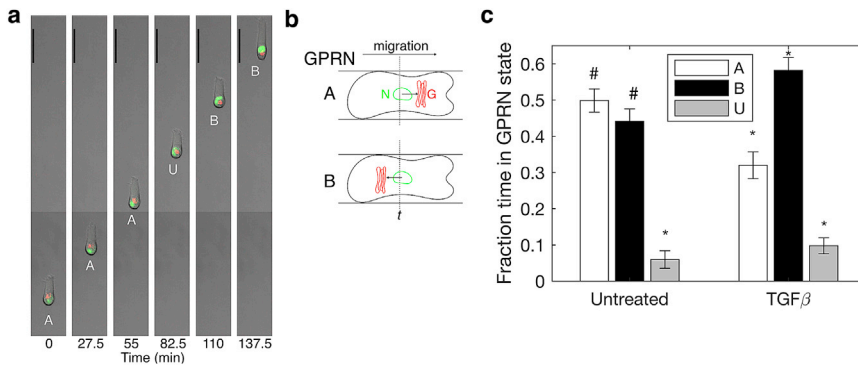 a
A
A
A
U
B
B
0 27.5 55 82.5 110 137.5
Time (min)
b
migration
GPRN
A
N G
B
t
c
Fraction time in GPRN state
0.6
0.5
0.4
0.3
0.2
0.1
0
# # *
* * *
A
B
U
Untreated TGFβ